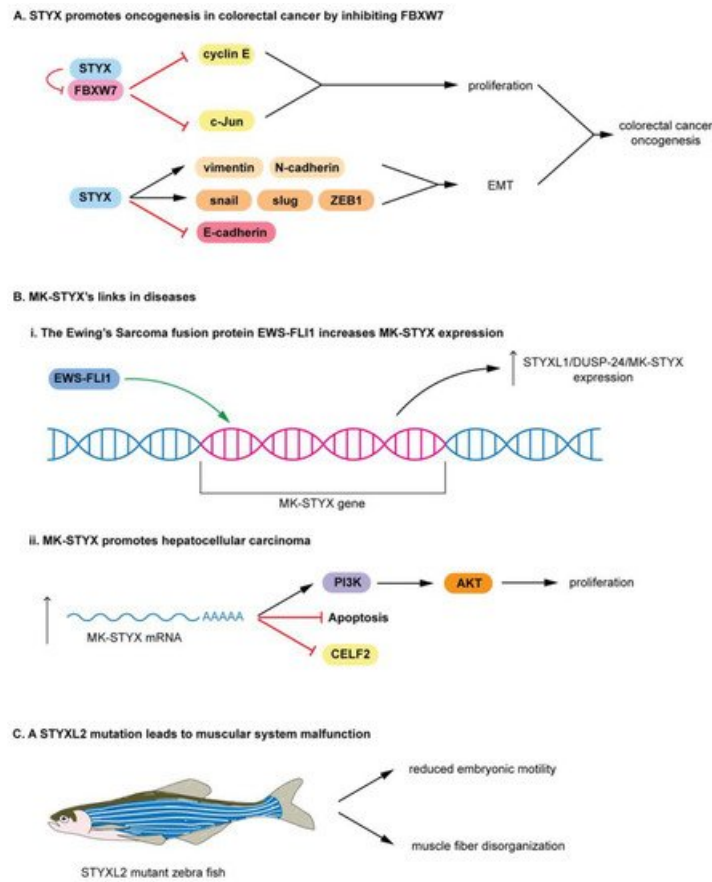 A. STYX promotes oncogenesis in colorectal cancer by inhibiting FBXW7
STYX
FBXW7
cyclin E
c-Jun
proliferation
colorectal cancer
oncogenesis
STYX
vimentin
N-cadherin
snail
slug
ZEB1
E-cadherin
EMT
B. MK-STYX's links in diseases
i. The Ewing's Sarcoma fusion protein EWS-FLI1 increases MK-STYX expression
EWS-FLI1
STYXL1/DUSP-24/MK-STYX
expression
MK-STYX gene
ii. MK-STYX promotes hepatocellular carcinoma
AAAAA
MK-STYX mRNA
PI3K
AKT
proliferation
Apoptosis
CELF2
C. A STYXL2 mutation leads to muscular system malfunction
reduced embryonic motility
muscle fiber disorganization
STYXL2 mutant zebra fish